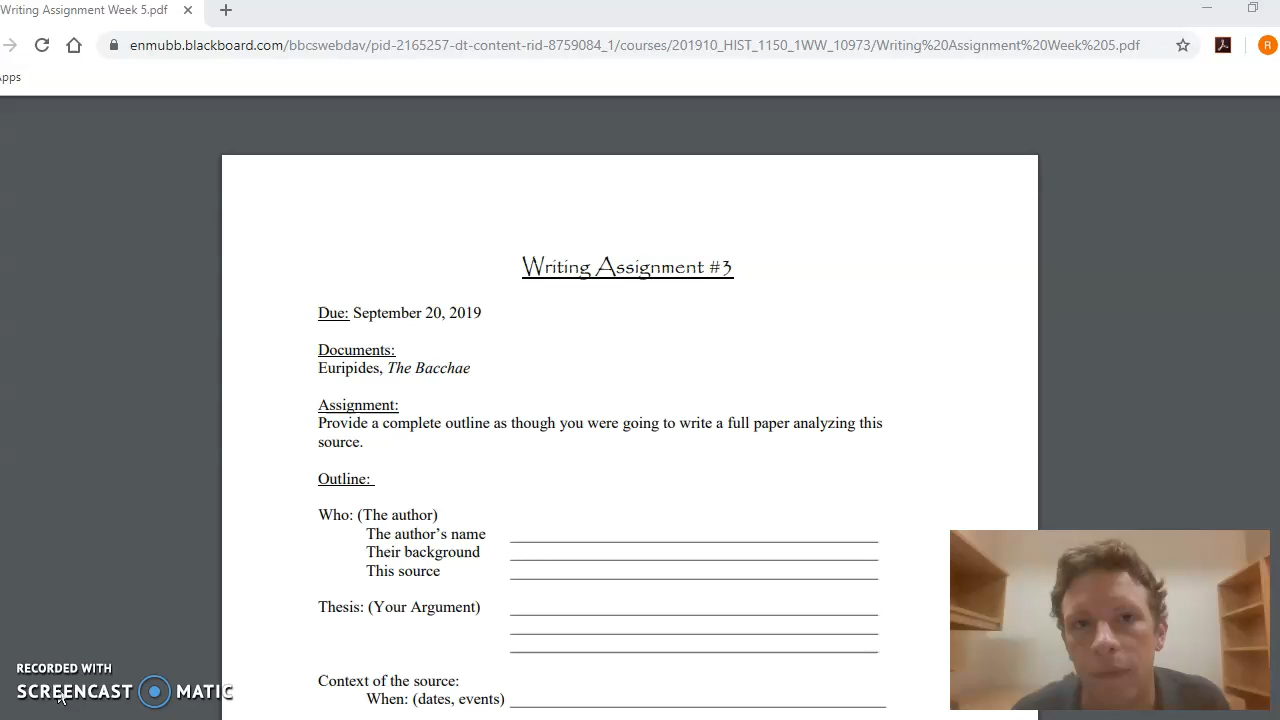 Writing Assignment Week 5.pdf
enmubb.blackboard.com/bbcswebdav/pid-2165257-dt-content-rid-8759084_1/courses/201910_HIST_1150_1WW_10973/Writing%20Assignment%20Week%205.pdf
R
Apps
Writing Assignment #3
Due: September 20, 2019
Documents:
Euripides, The Bacchae
Assignment:
Provide a complete outline as though you were going to write a full paper analyzing this
source.
Outline:
Who: (The author)
The author's name
Their background
This source
Thesis: (Your Argument)
Context of the source:
When: (dates, events)
RECORDED WITH
SCREENCAST MATIC